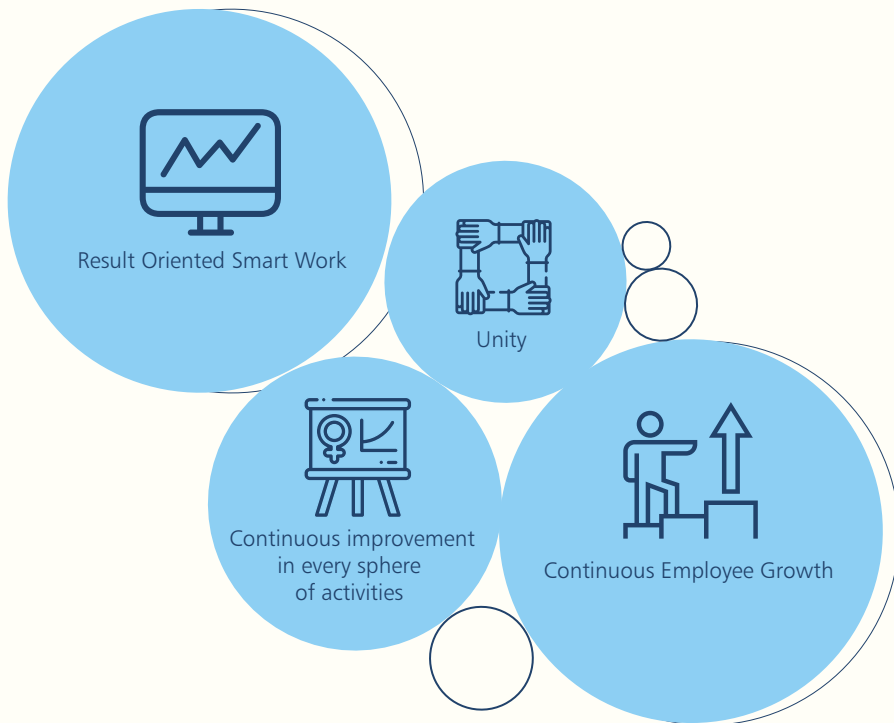 Result Oriented Smart Work
Unity
Continuous improvement
in every sphere
of activities
Continuous Employee Growth